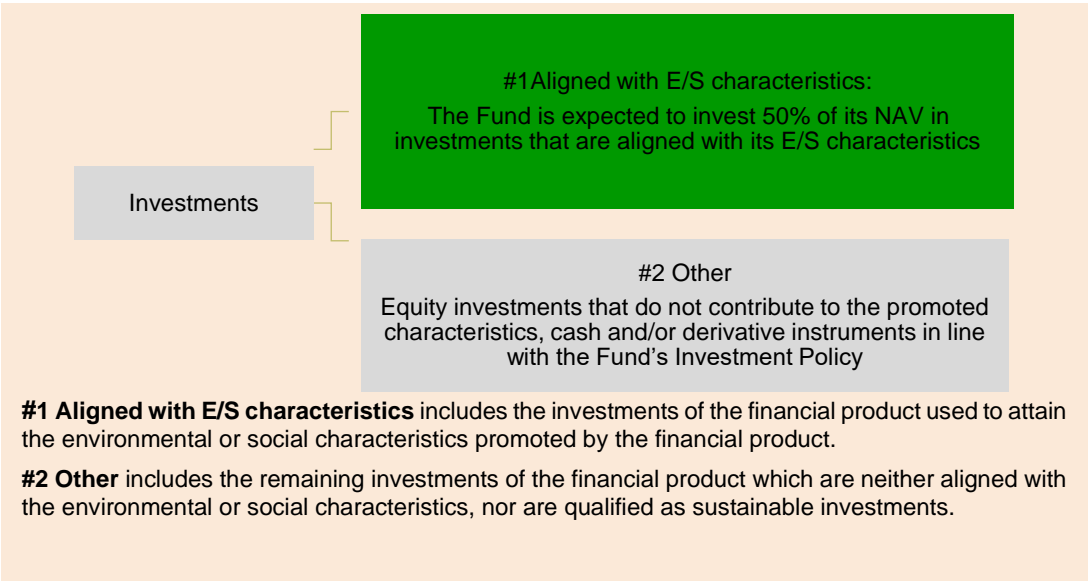 #1Aligned with E/S characteristics:
The Fund is expected to invest 50% of its NAV in
investments that are aligned with its E/S characteristics
Investments
#2 Other
Equity investments that do not contribute to the promoted
characteristics, cash and/or derivative instruments in line
with the Fund's Investment Policy
#1 Aligned with E/S characteristics includes the investments of the financial product used to attain
the environmental or social characteristics promoted by the financial product.
#2 Other includes the remaining investments of the financial product which are neither aligned with
the environmental or social characteristics, nor are qualified as sustainable investments.